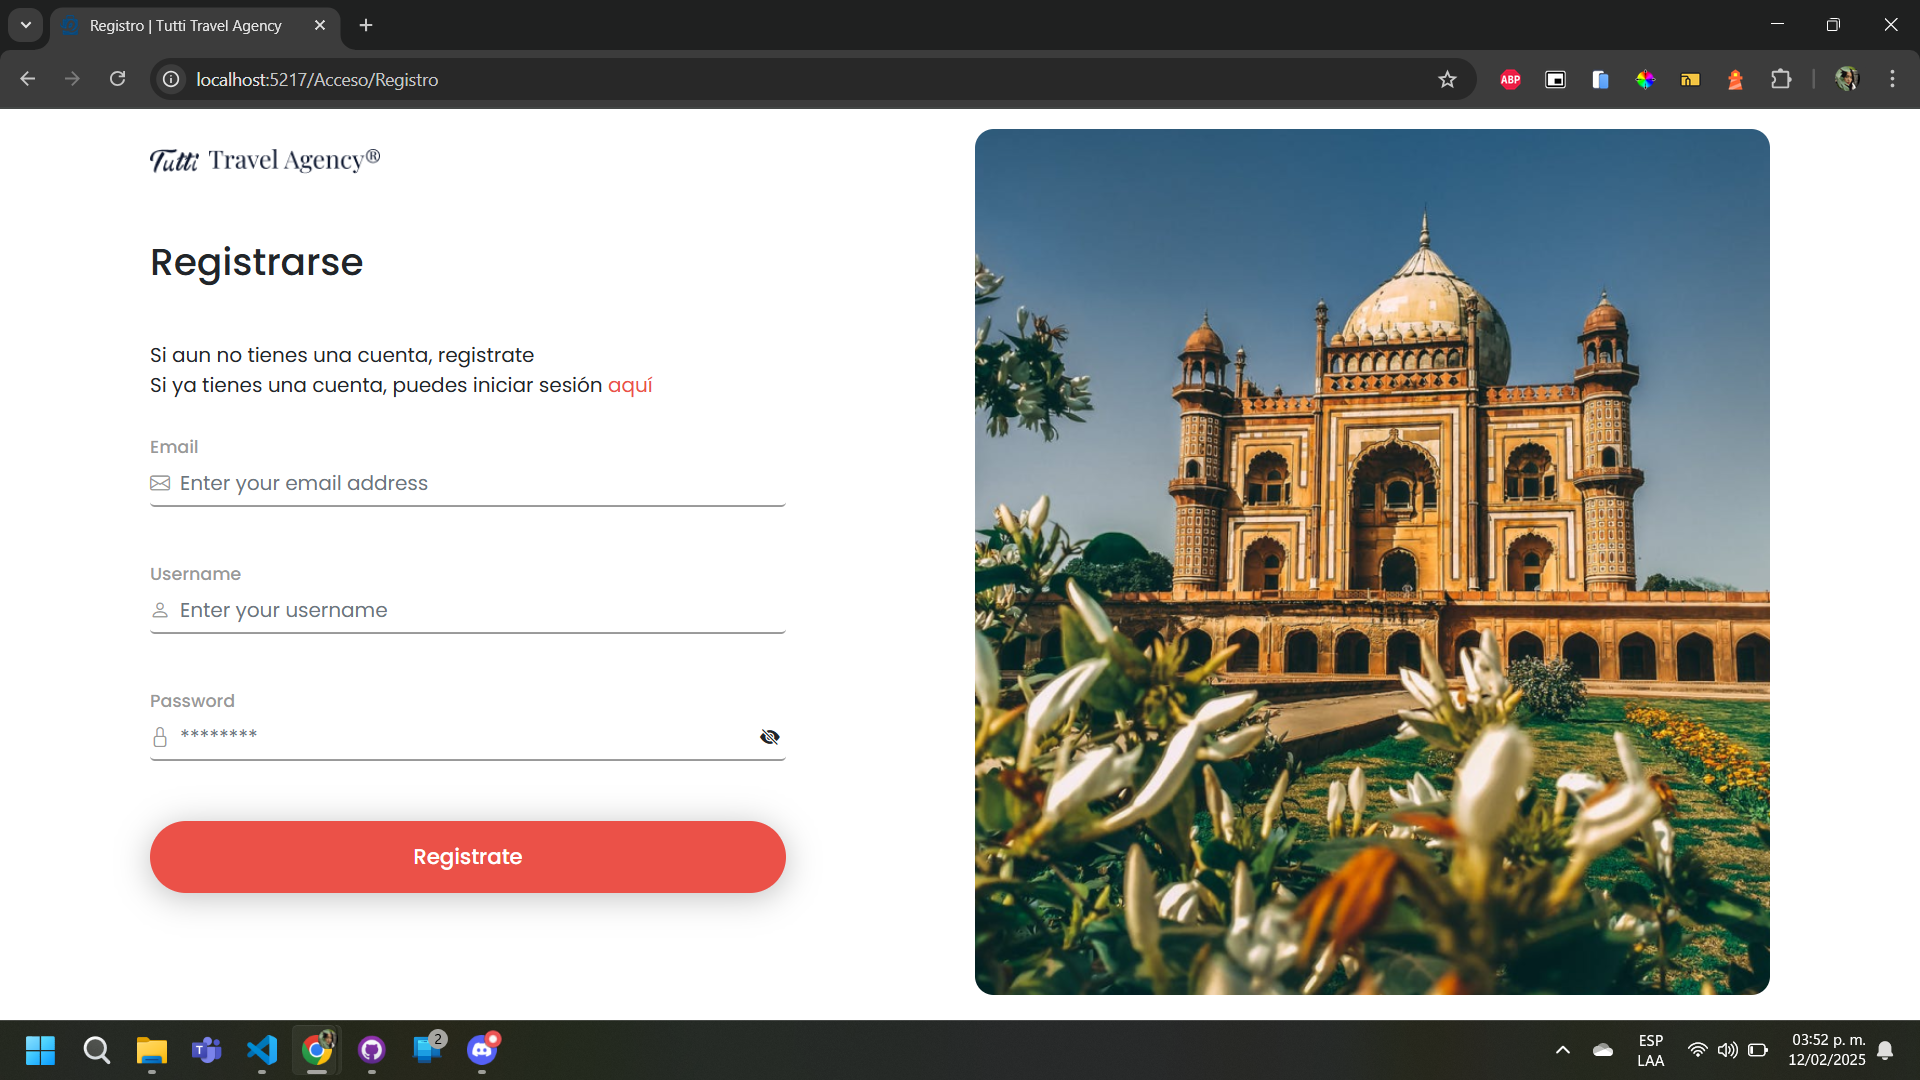 Registro | Tutti Travel Agency
localhost:5217/Acceso/Registro
ABP
Tutti Travel Agency®
Registrarse
Si aun no tienes una cuenta, registrate
Si ya tienes una cuenta, puedes iniciar sesión aquí
Email
Enter your email address
Username
Enter your username
Password
********
Registrate
T
2
ESP
LAA
03:52 p. m.
12/02/2025